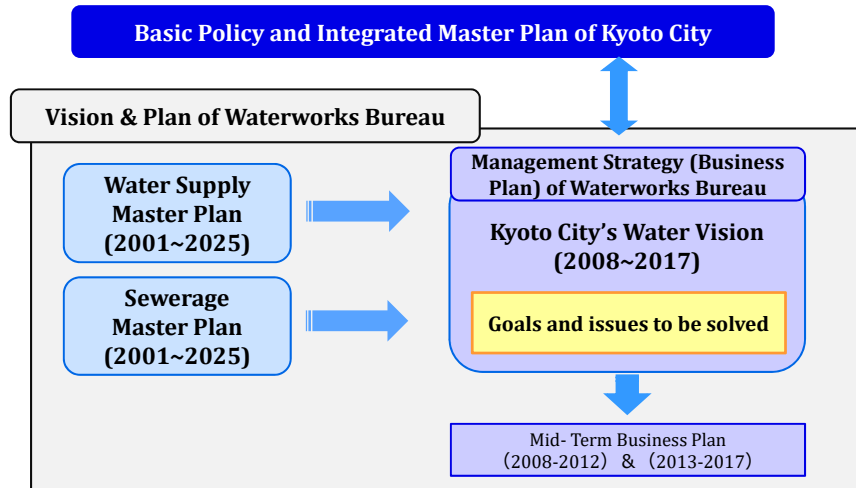 Basic Policy and Integrated Master Plan of Kyoto City
Vision & Plan of Waterworks Bureau
Water Supply
Master Plan
(2001~2025)
Sewerage
Master Plan
(2001~2025)
Management Strategy (Business
Plan) of Waterworks Bureau
Kyoto City's Water Vision
(2008~2017)
Goals and issues to be solved
Mid- Term Business Plan
(2008-2012) & (2013-2017)